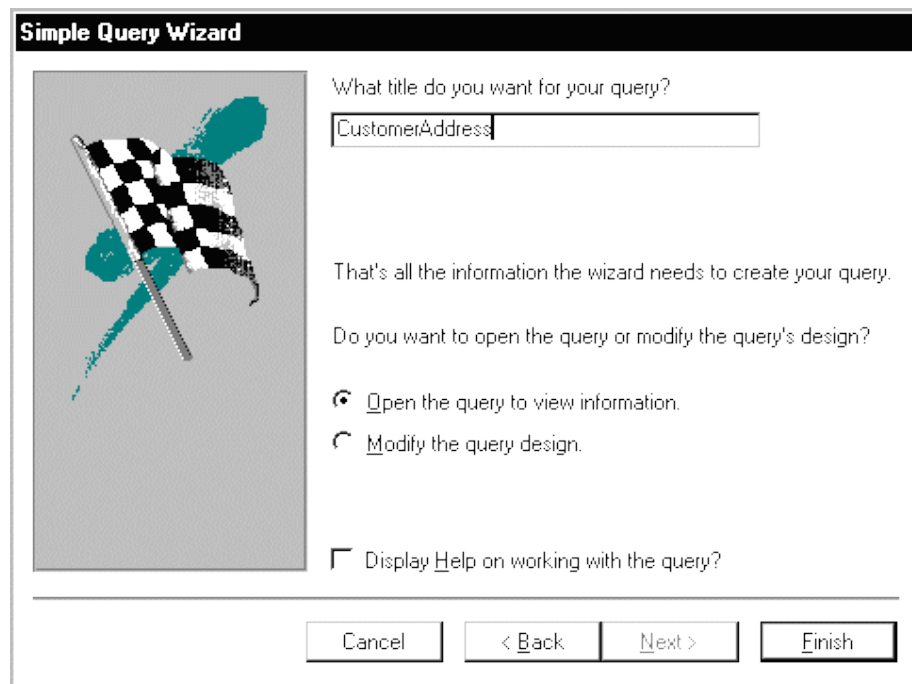 Simple Query Wizard
What title do you want for your query?
CustomerAddress
That's all the information the wizard needs to create your query.
Do you want to open the query or modify the query's design?
Open the query to view information.
Modify the query design.
Display Help on working with the query?
Cancel
< Back
Next >
Finish